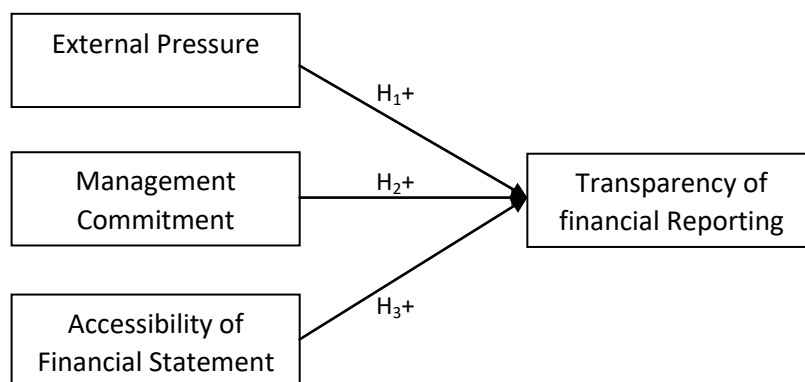 External Pressure
H₁+
Management
Commitment
H₂+
Transparency of
financial Reporting
Accessibility of
Financial Statement
H₃+